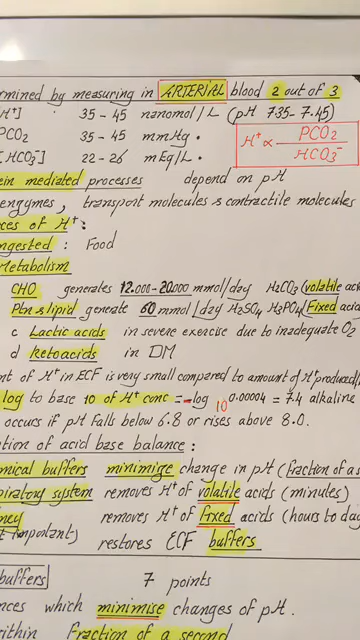 rmined by measuring in ARTERIAL blood 2 out of 3
H⁺] 35 - 45 nanomol/L (pH 7.35 - 7.45)
PCO2 35 - 45 mmHg.
[HCO3⁻] 22 - 26 mEq/L.
H⁺ ∝ PCO2 / HCO3⁻
ein mediated processes depend on pH
enzymes, transport molecules & contractile molecules
ces of H⁺:
ngested: Food
Metabolism
CHO generates 12.000-20.000 mmol/day H2CO3 (volatile aci
Ptn & lipid generate 60 mmol/day H2SO4 H3PO4 (Fixed acid
c Lactic acids in severe exercise due to inadequate O2
d ketoacids in DM
nt of H⁺ in ECF is very small compared to amount of H⁺ produced/
log to base 10 of H⁺ conc = -log 10 0.00004 = 7.4 alkaline
occurs if pH falls below 6.8 or rises above 8.0.
tion of acid base balance:
mical buffers minimize change in pH (fraction of a s
piratory system removes H⁺ of volatile acids (minutes)
ney removes H⁺ of fixed acids (hours to day
t important) restores ECF buffers
buffers 7 points
nces which minimise changes of pH.
ithin fraction of a second